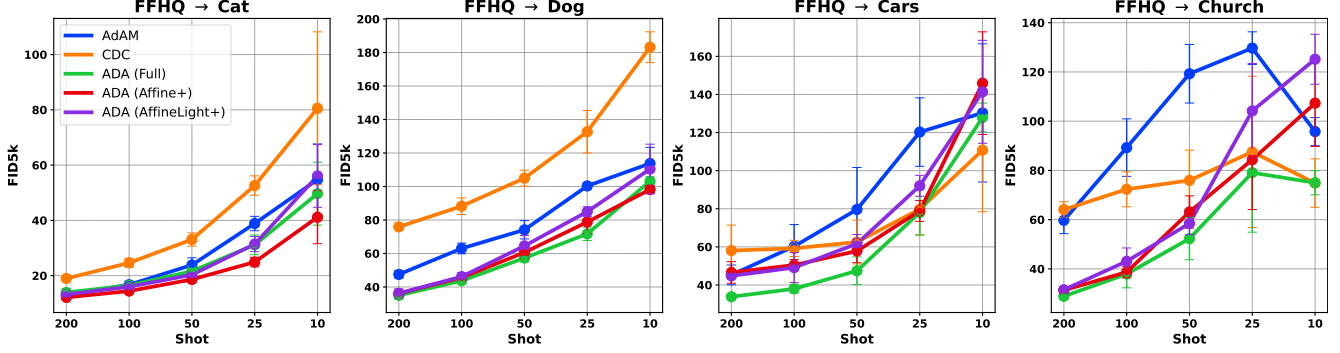 FFHQ → Cat
FID5k
100
80
60
40
20
AdAM
CDC
ADA (Full)
ADA (Affine+)
ADA (AffineLight+)
200 100 50 25 10
Shot
FFHQ → Dog
FID5k
200
180
160
140
120
100
80
60
40
200 100 50 25 10
Shot
FFHQ → Cars
FID5k
160
140
120
100
80
60
40
200 100 50 25 10
Shot
FFHQ → Church
FID5k
140
120
100
80
60
40
200 100 50 25 10
Shot